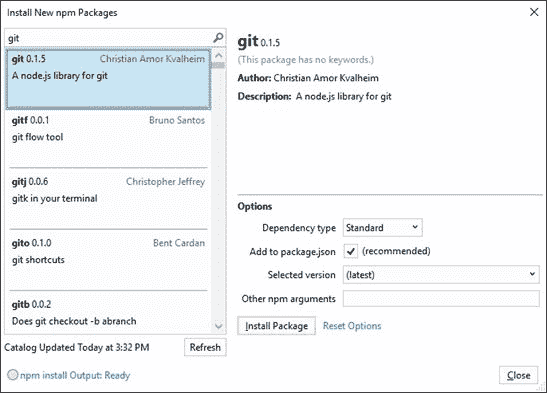 Install New npm Packages
git
git 0.1.5 Christian Amor Kvalheim
A node.js library for git
gitf 0.0.1 Bruno Santos
git flow tool
gitj 0.0.6 Christopher Jeffrey
gitk in your terminal
gito 0.1.0 Bent Cardan
git shortcuts
gitb 0.0.2
Does git checkout -b abranch
Catalog Updated Today at 3:32 PM Refresh
npm install Output: Ready
git 0.1.5
(This package has no keywords.)
Author: Christian Amor Kvalheim
Description: A node.js library for git
Options
Dependency type Standard
Add to package.json (recommended)
Selected version (latest)
Other npm arguments
Install Package Reset Options
Close